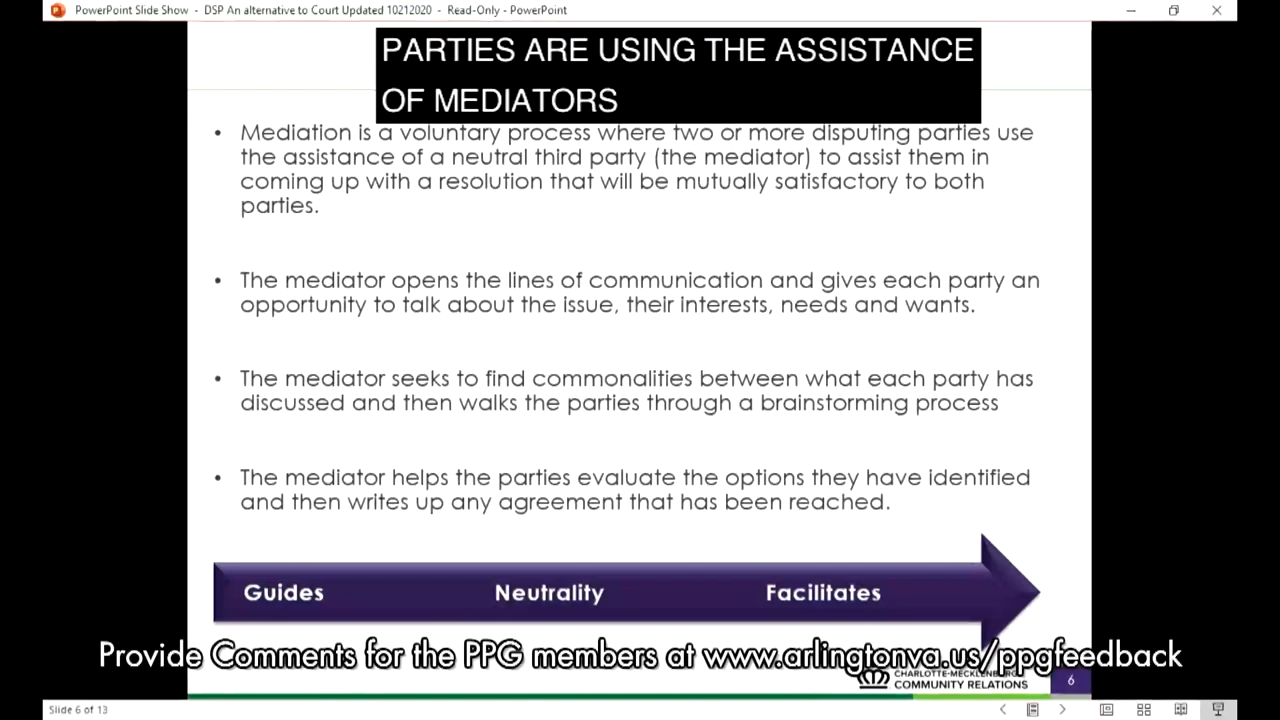 PowerPoint Slide Show - DSP An alternative to Court Updated 10212020 - Read-Only - PowerPoint
PARTIES ARE USING THE ASSISTANCE
OF MEDIATORS
• Mediation is a voluntary process where two or more disputing parties use
the assistance of a neutral third party (the mediator) to assist them in
coming up with a resolution that will be mutually satisfactory to both
parties.
• The mediator opens the lines of communication and gives each party an
opportunity to talk about the issue, their interests, needs and wants.
• The mediator seeks to find commonalities between what each party has
discussed and then walks the parties through a brainstorming process
• The mediator helps the parties evaluate the options they have identified
and then writes up any agreement that has been reached.
Guides Neutrality Facilitates
Provide Comments for the PPG members at www.arlingtonva.us/ppgfeedback
CHARLOTTE-MECKLENBURG
COMMUNITY RELATIONS 6
Slide 6 of 13